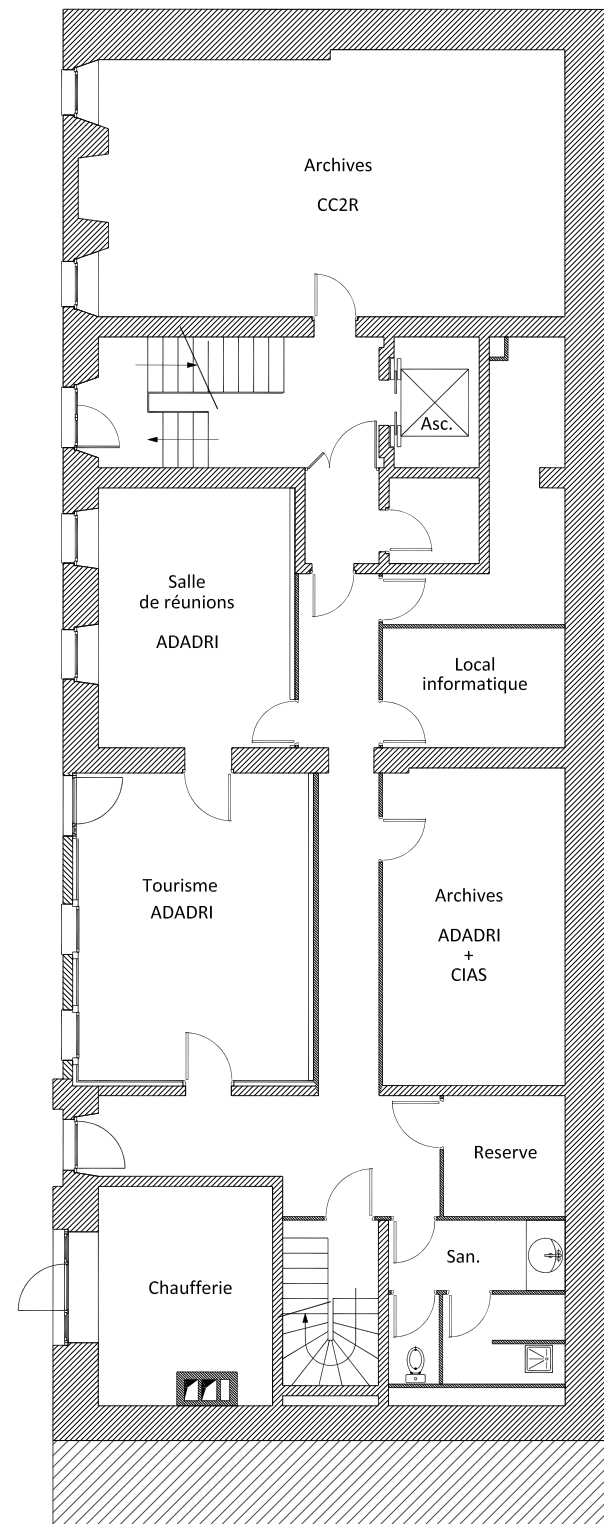 Archives
CC2R
Asc.
Salle
de réunions
ADADRI
Local
informatique
Tourisme
ADADRI
Archives
ADADRI
+
CIAS
Reserve
San.
Chaufferie